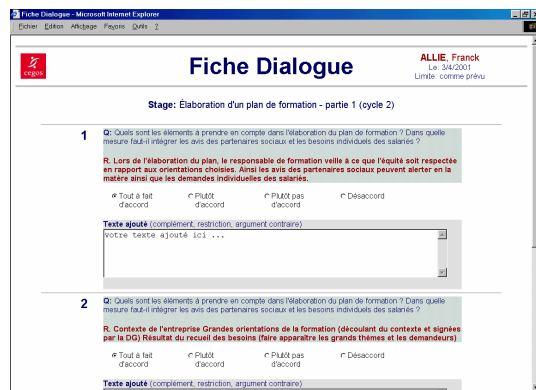 Fiche Dialogue - Microsoft Internet Explorer
Fichier Edition Affichage Favoris Outils ?
cegos
Fiche Dialogue
ALLIE, Franck
Le: 3/4/2001
Limite: comme prévu
Stage: Élaboration d'un plan de formation - partie 1 (cycle 2)
1
Q: Quels sont les éléments à prendre en compte dans l'élaboration du plan de formation ? Dans quelle
mesure faut-il intégrer les avis des partenaires sociaux et les besoins individuels des salariés ?
R. Lors de l'élaboration du plan, le responsable de formation veille à ce que l'équité soit respectée
en rapport aux orientations choisies. Ainsi les avis des partenaires sociaux peuvent alerter en la
matière ainsi que les demandes individuelles des salariés.
Tout à fait d'accord Plutôt d'accord Plutôt pas d'accord Désaccord
Texte ajouté (complément, restriction, argument contraire)
votre texte ajouté ici ...
2
Q: Quels sont les éléments à prendre en compte dans l'élaboration du plan de formation ? Dans quelle
mesure faut-il intégrer les avis des partenaires sociaux et les besoins individuels des salariés ?
R. Contexte de l'entreprise Grandes orientations de la formation (découlant du contexte et signées
par la DG) Résultat du recueil des besoins (faire apparaître les grands thèmes et les demandeurs)
Tout à fait d'accord Plutôt d'accord Plutôt pas d'accord Désaccord
Texte ajouté (complément, restriction, argument contraire)